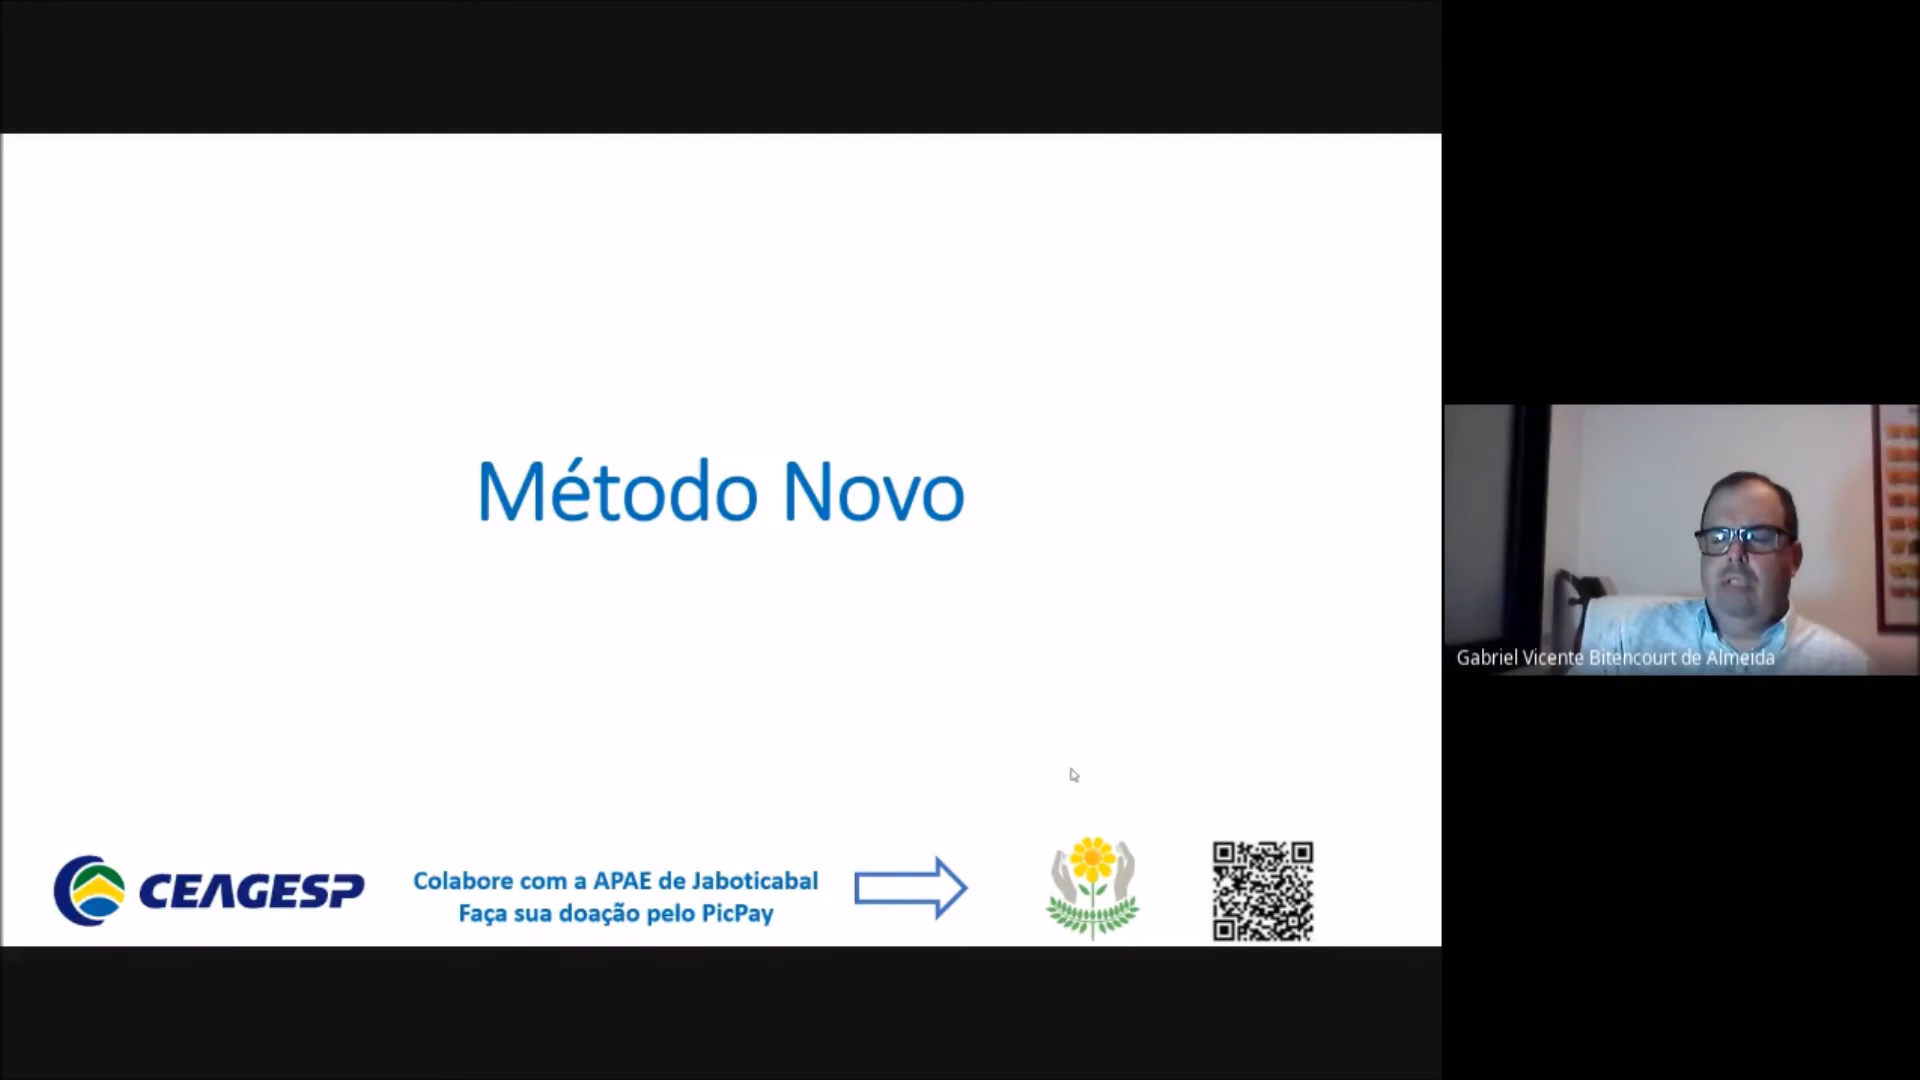 Método Novo
Gabriel Vicente Bitencourt de Almeida
CEAGESP
Colabore com a APAE de Jaboticabal
Faça sua doação pelo PicPay